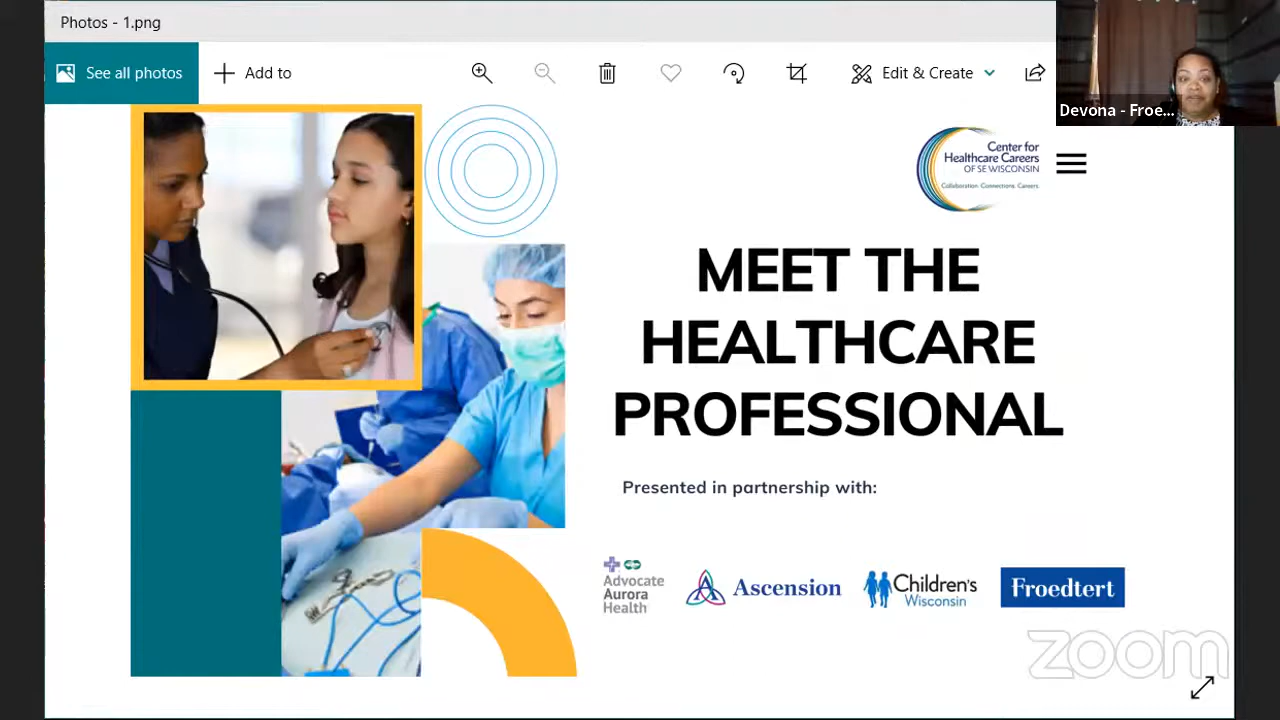 Photos - 1.png
See all photos
Add to
Edit & Create
Devona - Froe...
Center for
Healthcare Careers
OF SE WISCONSIN
Collaboration. Connections. Careers.
MEET THE
HEALTHCARE
PROFESSIONAL
Presented in partnership with:
Advocate
Aurora
Health
Ascension
Children's
Wisconsin
Froedtert
zoom